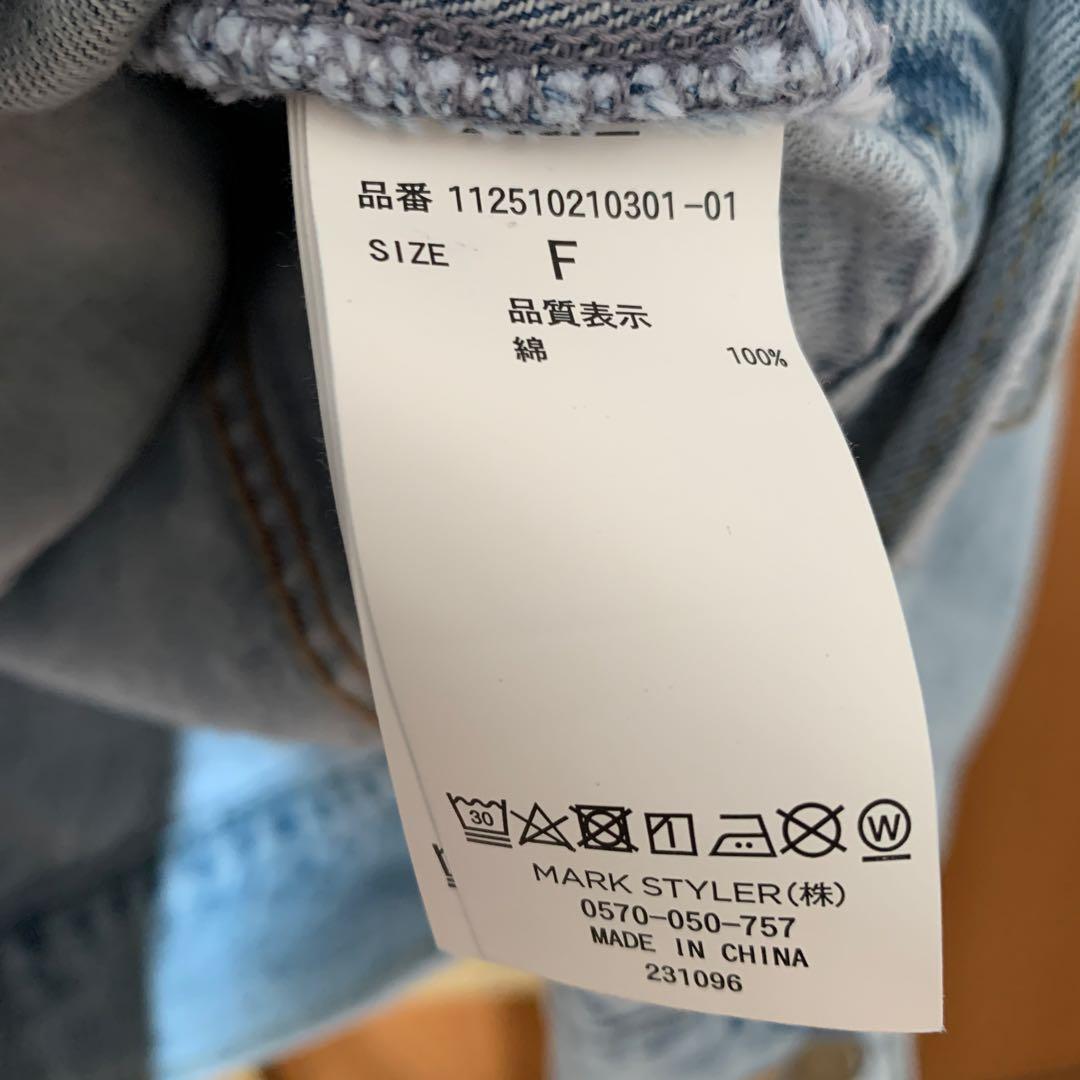 品番 112510210301-01
SIZE F
品質表示
綿 100%
30
W
MARK STYLER(株)
0570-050-757
MADE IN CHINA
231096